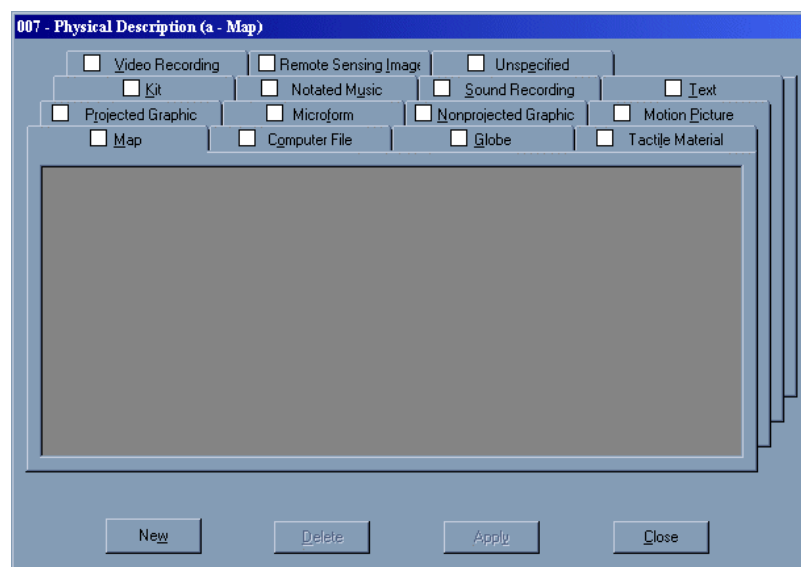 007 - Physical Description (a - Map)
Video Recording Remote Sensing Image Unspecified
Kit Notated Music Sound Recording Text
Projected Graphic Microform Nonprojected Graphic Motion Picture
Map Computer File Globe Tactile Material
New Delete Apply Close